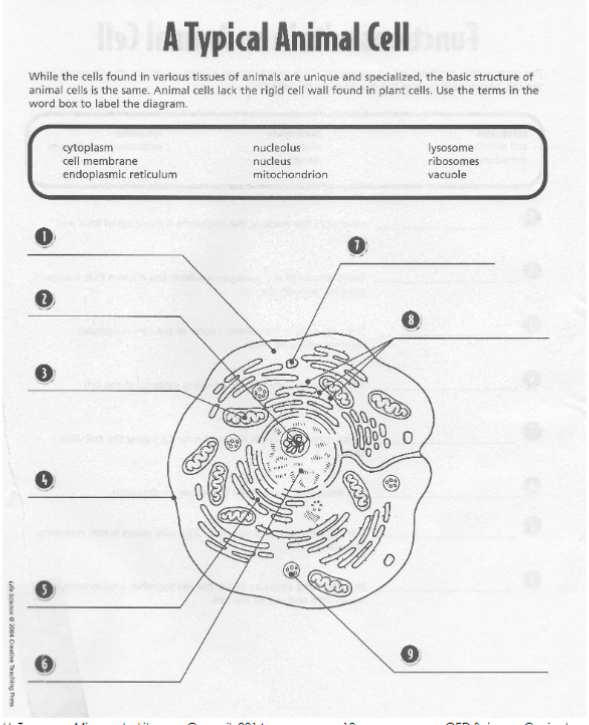 A Typical Animal Cell
While the cells found in various tissues of animals are unique and specialized, the basic structure of
animal cells is the same. Animal cells lack the rigid cell wall found in plant cells. Use the terms in the
word box to label the diagram.
cytoplasm nucleolus lysosome
cell membrane nucleus ribosomes
endoplasmic reticulum mitochondrion vacuole
1
7
2
8
3
4
5
6
9
Life Science © 2004 Creative Teaching Press